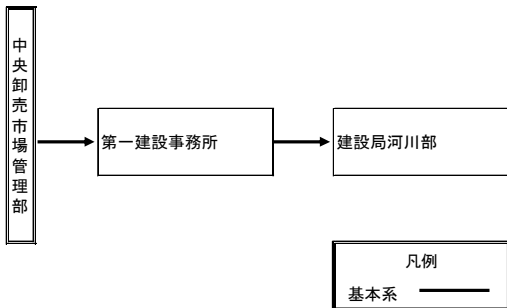 中央卸売市場管理部
第一建設事務所
建設局河川部
凡例
基本系